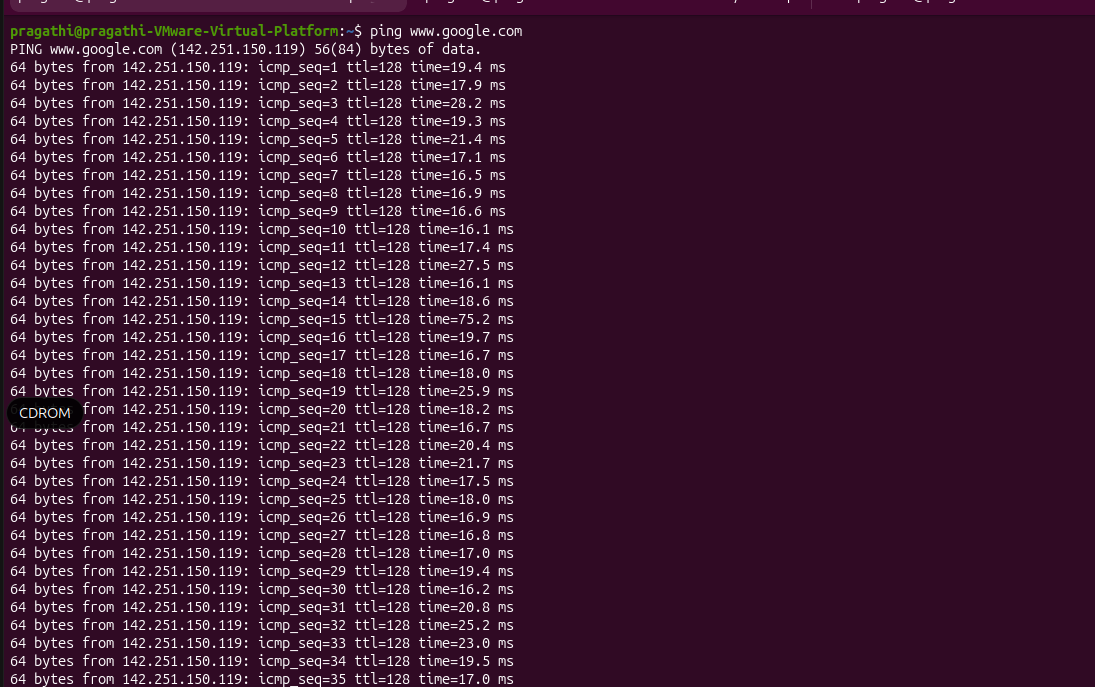 pragathi@pragathi-VMware-Virtual-Platform:~$ ping www.google.com
PING www.google.com (142.251.150.119) 56(84) bytes of data.
64 bytes from 142.251.150.119: icmp_seq=1 ttl=128 time=19.4 ms
64 bytes from 142.251.150.119: icmp_seq=2 ttl=128 time=17.9 ms
64 bytes from 142.251.150.119: icmp_seq=3 ttl=128 time=28.2 ms
64 bytes from 142.251.150.119: icmp_seq=4 ttl=128 time=19.3 ms
64 bytes from 142.251.150.119: icmp_seq=5 ttl=128 time=21.4 ms
64 bytes from 142.251.150.119: icmp_seq=6 ttl=128 time=17.1 ms
64 bytes from 142.251.150.119: icmp_seq=7 ttl=128 time=16.5 ms
64 bytes from 142.251.150.119: icmp_seq=8 ttl=128 time=16.9 ms
64 bytes from 142.251.150.119: icmp_seq=9 ttl=128 time=16.6 ms
64 bytes from 142.251.150.119: icmp_seq=10 ttl=128 time=16.1 ms
64 bytes from 142.251.150.119: icmp_seq=11 ttl=128 time=17.4 ms
64 bytes from 142.251.150.119: icmp_seq=12 ttl=128 time=27.5 ms
64 bytes from 142.251.150.119: icmp_seq=13 ttl=128 time=16.1 ms
64 bytes from 142.251.150.119: icmp_seq=14 ttl=128 time=18.6 ms
64 bytes from 142.251.150.119: icmp_seq=15 ttl=128 time=75.2 ms
64 bytes from 142.251.150.119: icmp_seq=16 ttl=128 time=19.7 ms
64 bytes from 142.251.150.119: icmp_seq=17 ttl=128 time=16.7 ms
64 bytes from 142.251.150.119: icmp_seq=18 ttl=128 time=18.0 ms
64 bytes from 142.251.150.119: icmp_seq=19 ttl=128 time=25.9 ms
CDROM from 142.251.150.119: icmp_seq=20 ttl=128 time=18.2 ms
64 bytes from 142.251.150.119: icmp_seq=21 ttl=128 time=16.7 ms
64 bytes from 142.251.150.119: icmp_seq=22 ttl=128 time=20.4 ms
64 bytes from 142.251.150.119: icmp_seq=23 ttl=128 time=21.7 ms
64 bytes from 142.251.150.119: icmp_seq=24 ttl=128 time=17.5 ms
64 bytes from 142.251.150.119: icmp_seq=25 ttl=128 time=18.0 ms
64 bytes from 142.251.150.119: icmp_seq=26 ttl=128 time=16.9 ms
64 bytes from 142.251.150.119: icmp_seq=27 ttl=128 time=16.8 ms
64 bytes from 142.251.150.119: icmp_seq=28 ttl=128 time=17.0 ms
64 bytes from 142.251.150.119: icmp_seq=29 ttl=128 time=19.4 ms
64 bytes from 142.251.150.119: icmp_seq=30 ttl=128 time=16.2 ms
64 bytes from 142.251.150.119: icmp_seq=31 ttl=128 time=20.8 ms
64 bytes from 142.251.150.119: icmp_seq=32 ttl=128 time=25.2 ms
64 bytes from 142.251.150.119: icmp_seq=33 ttl=128 time=23.0 ms
64 bytes from 142.251.150.119: icmp_seq=34 ttl=128 time=19.5 ms
64 bytes from 142.251.150.119: icmp_seq=35 ttl=128 time=17.0 ms